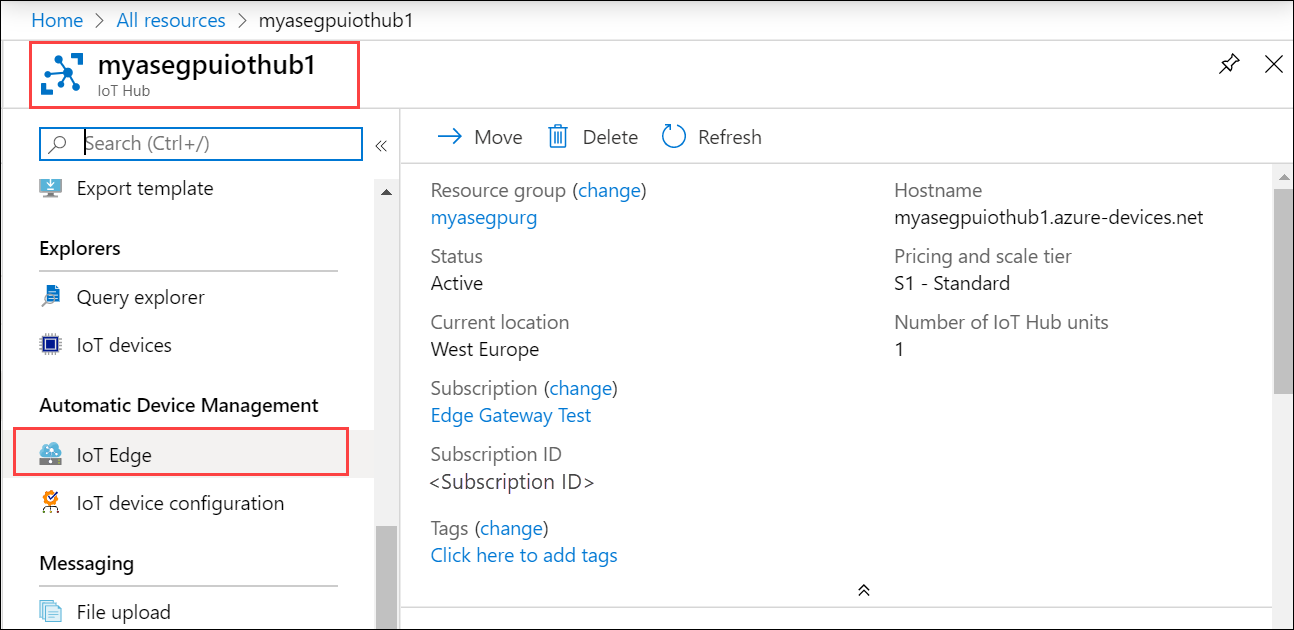 Home > All resources > myasegpuiothub1
myasegpuiothub1
IoT Hub
Search (Ctrl+/)
«
Export template
Explorers
Query explorer
IoT devices
Automatic Device Management
IoT Edge
IoT device configuration
Messaging
File upload
Move Delete Refresh
Resource group (change)
myasegpurg
Status
Active
Current location
West Europe
Subscription (change)
Edge Gateway Test
Subscription ID
<Subscription ID>
Tags (change)
Click here to add tags
Hostname
myasegpuiothub1.azure-devices.net
Pricing and scale tier
S1 - Standard
Number of IoT Hub units
1